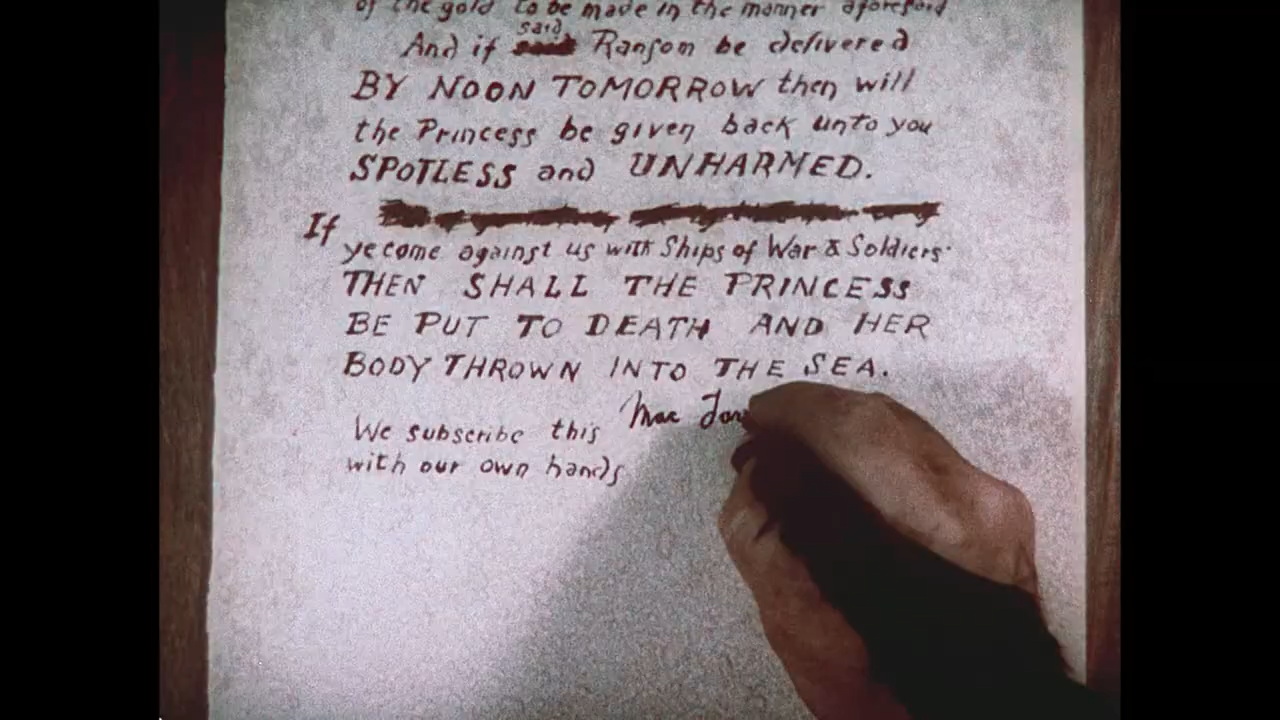 of the gold to be made in the manner aforesaid
said
And if Ransom be delivered
BY NOON TOMORROW then will
the Princess be given back unto you
SPOTLESS and UNHARMED.
If
ye come against us with Ships of War & Soldiers
THEN SHALL THE PRINCESS
BE PUT TO DEATH AND HER
BODY THROWN INTO THE SEA.
Mac
We subscribe this
with our own hands